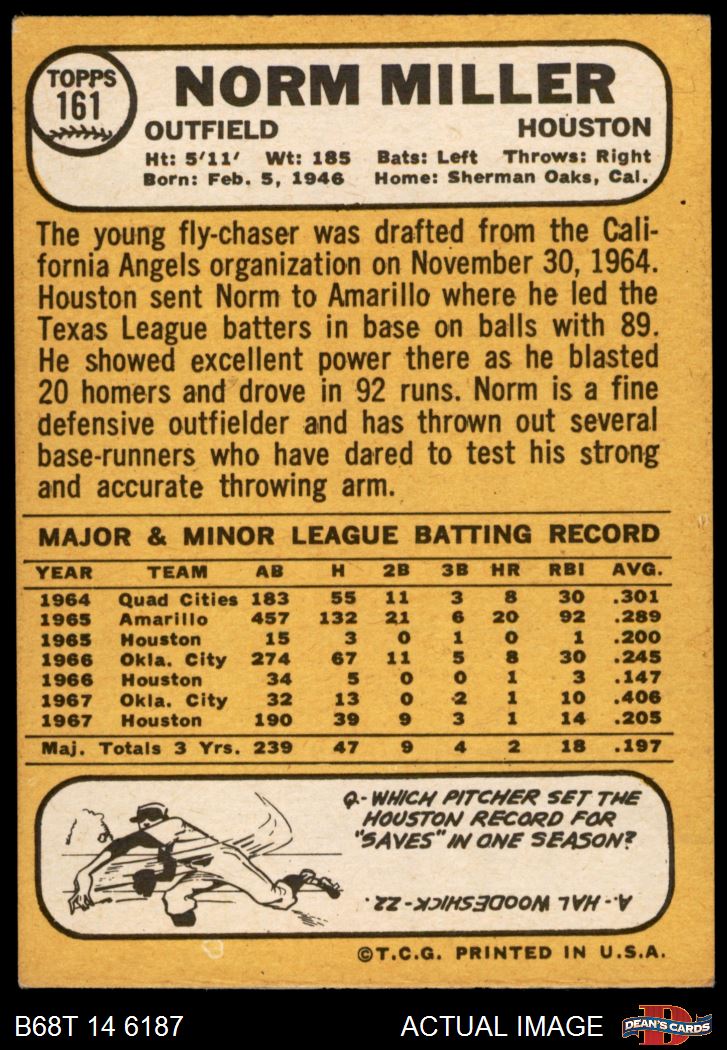 TOPPS
161
NORM MILLER
OUTFIELD HOUSTON
Ht: 5'11' Wt: 185 Bats: Left Throws: Right
Born: Feb. 5, 1946 Home: Sherman Oaks, Cal.
The young fly-chaser was drafted from the Cali-
fornia Angels organization on November 30, 1964.
Houston sent Norm to Amarillo where he led the
Texas League batters in base on balls with 89.
He showed excellent power there as he blasted
20 homers and drove in 92 runs. Norm is a fine
defensive outfielder and has thrown out several
base-runners who have dared to test his strong
and accurate throwing arm.
MAJOR & MINOR LEAGUE BATTING RECORD
YEAR TEAM AB H 2B 3B HR RBI AVG.
1964 Quad Cities 183 55 11 3 8 30 .301
1965 Amarillo 457 132 21 6 20 92 .289
1965 Houston 15 3 0 1 0 1 .200
1966 Okla. City 274 67 11 5 8 30 .245
1966 Houston 34 5 0 0 1 3 .147
1967 Okla. City 32 13 0 2 1 10 .406
1967 Houston 190 39 9 3 1 14 .205
Maj. Totals 3 Yrs. 239 47 9 4 2 18 .197
Q.- WHICH PITCHER SET THE
HOUSTON RECORD FOR
"SAVES" IN ONE SEASON?
A.- HAL WOODESHICK-22.
©T.C.G. PRINTED IN U.S.A.
B68T 14 6187 ACTUAL IMAGE
D
DEAN'S CARDS